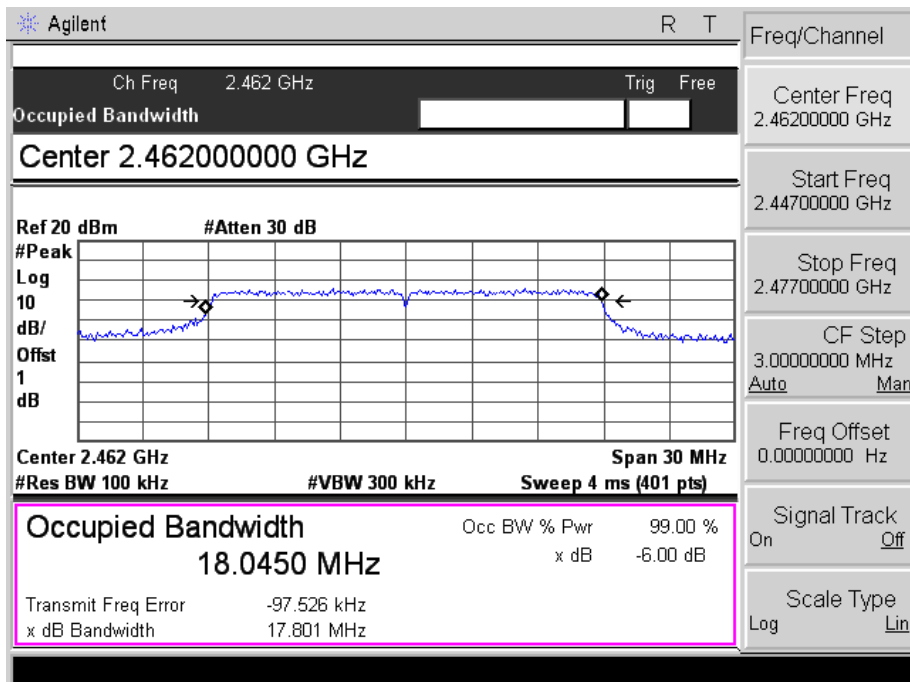 Agilent R T
Ch Freq 2.462 GHz Trig Free
Occupied Bandwidth
Center 2.462000000 GHz
Ref 20 dBm #Atten 30 dB
#Peak
Log
10
dB/
Offst
1
dB
Center 2.462 GHz Span 30 MHz
#Res BW 100 kHz #VBW 300 kHz Sweep 4 ms (401 pts)
Occupied Bandwidth
18.0450 MHz
Occ BW % Pwr 99.00 %
x dB -6.00 dB
Transmit Freq Error -97.526 kHz
x dB Bandwidth 17.801 MHz
Freq/Channel
Center Freq
2.46200000 GHz
Start Freq
2.44700000 GHz
Stop Freq
2.47700000 GHz
CF Step
3.00000000 MHz
Auto Man
Freq Offset
0.00000000 Hz
Signal Track
On Off
Scale Type
Log Lin